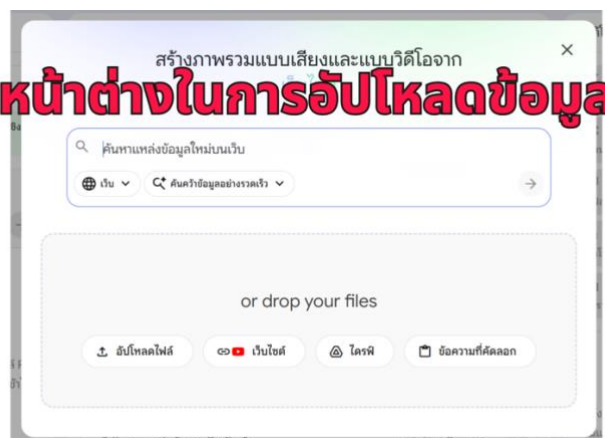 สร้างภาพรวมแบบเสียงและแบบวิดีโอจาก
หน้าต่างในการอัปโหลดข้อมูล
ค้นหาแหล่งข้อมูลใหม่บนเว็บ
เว็บ
ค้นคว้าข้อมูลอย่างรวดเร็ว
or drop your files
อัปโหลดไฟล์
เว็บไซต์
ไดรฟ์
ข้อความที่คัดลอก